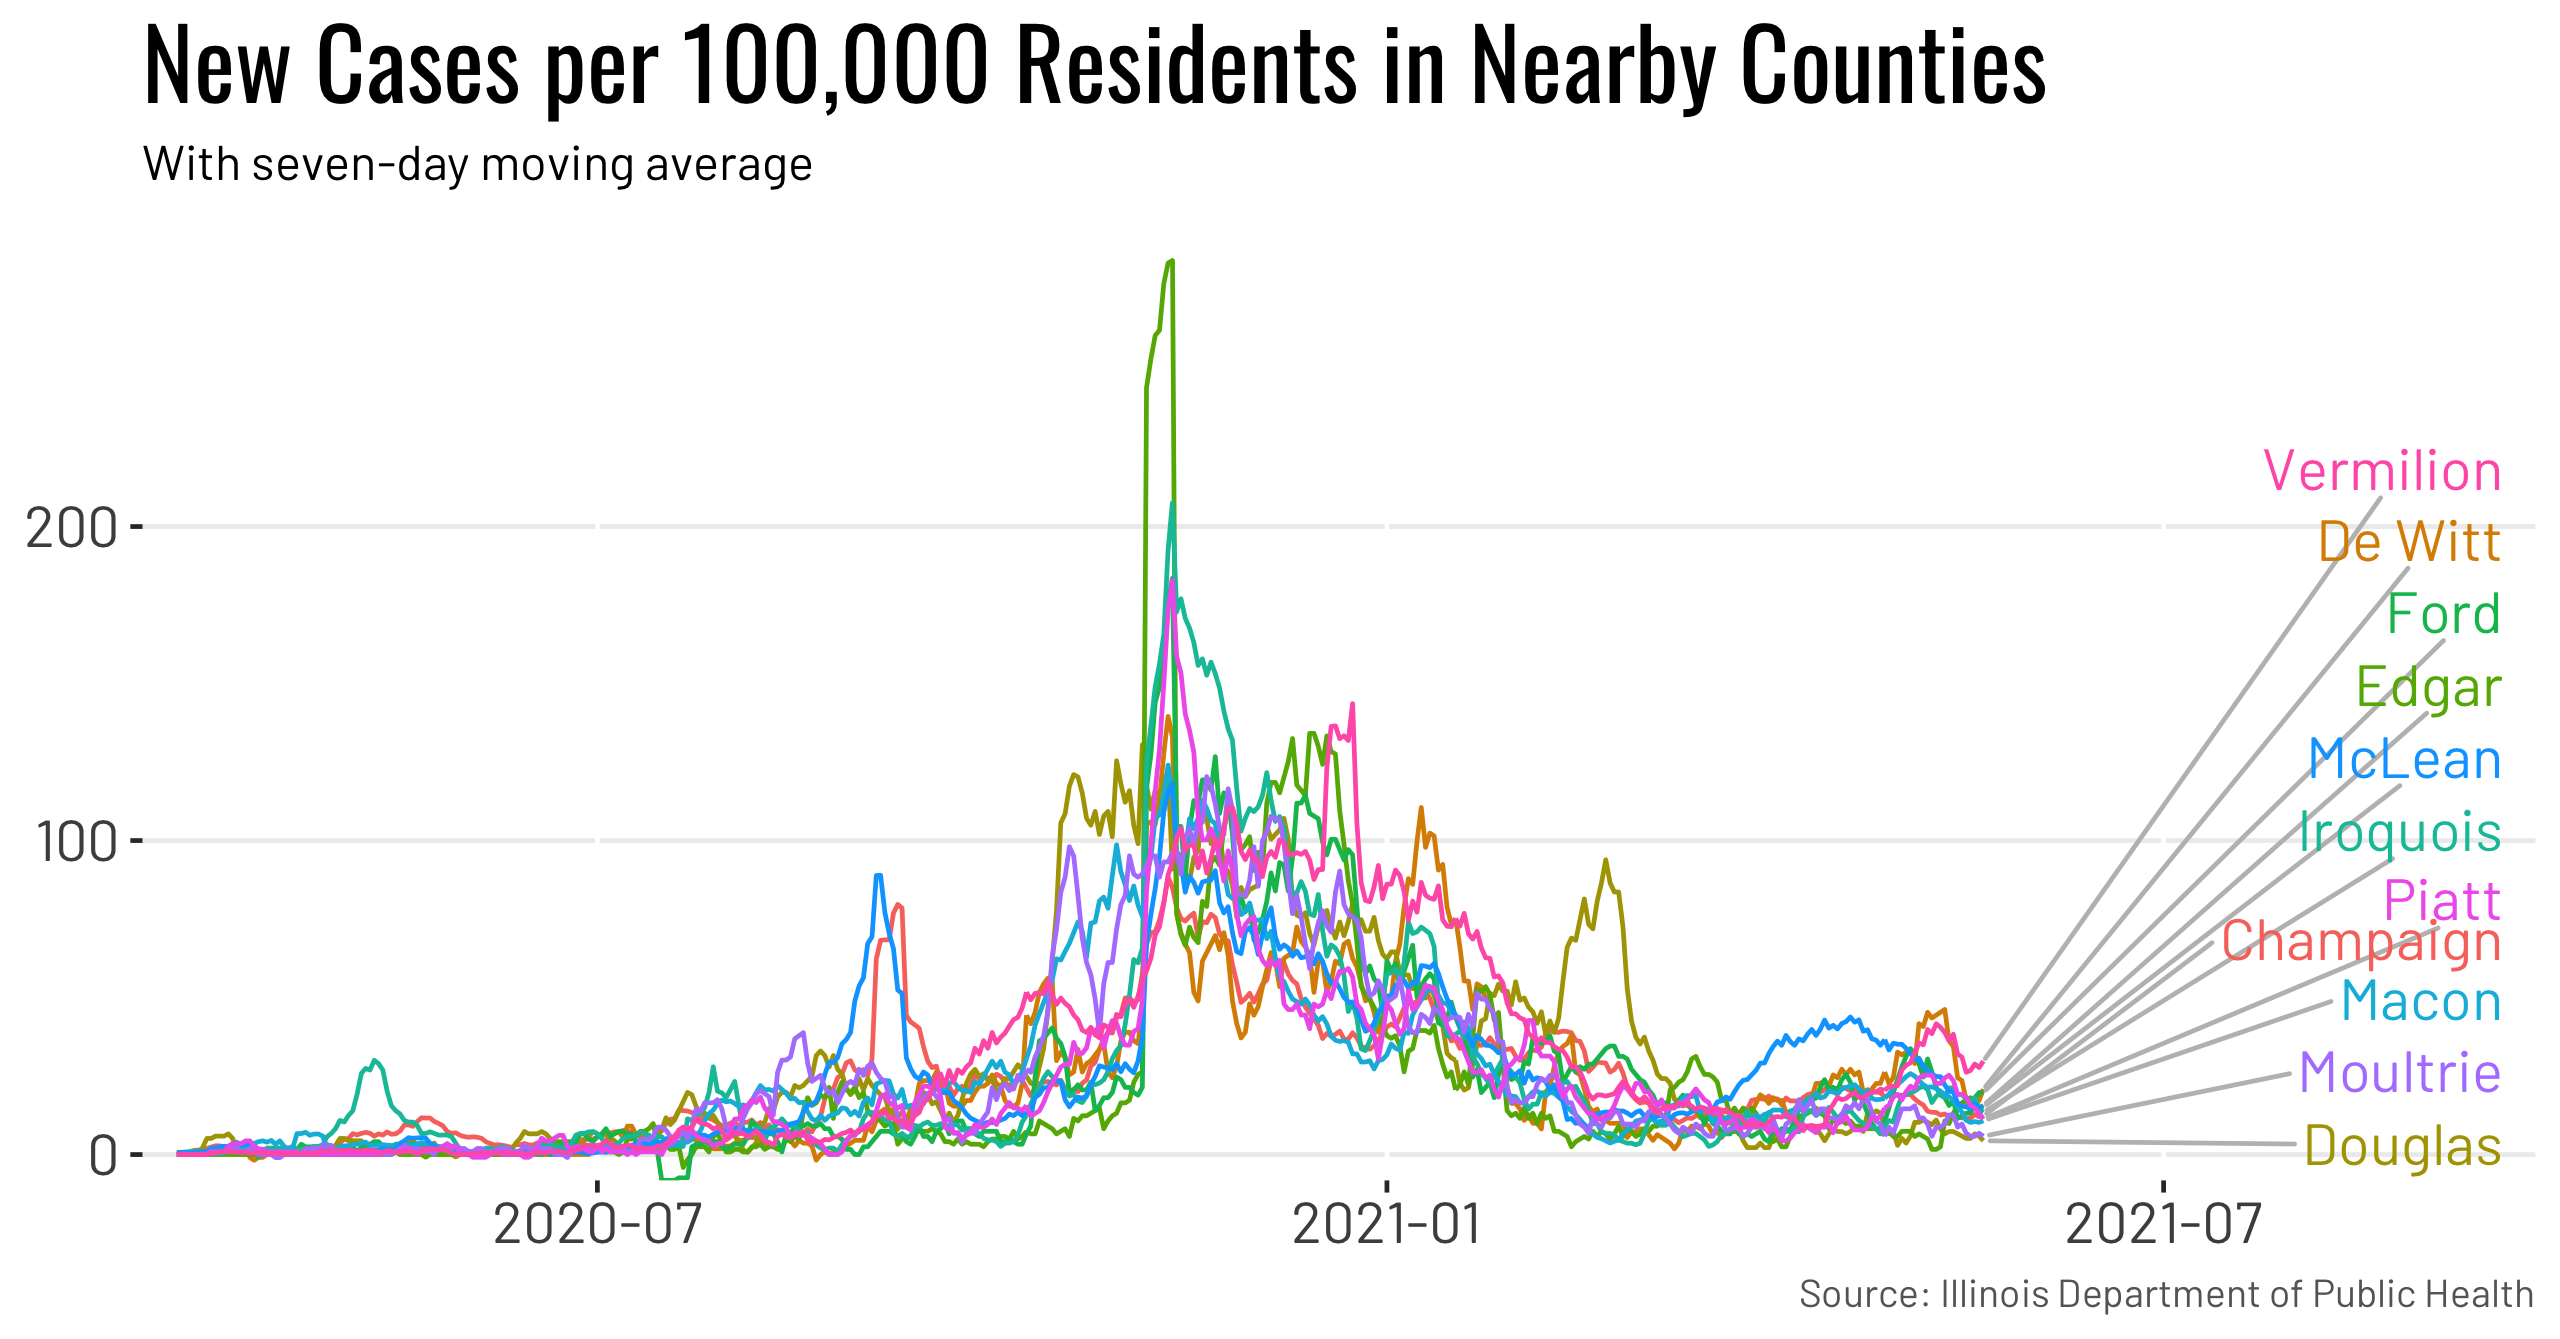 New Cases per 100,000 Residents in Nearby Counties
With seven-day moving average
200
100
0
Vermilion
De Witt
Ford
Edgar
McLean
Iroquois
Piatt
Champaign
Macon
Moultrie
Douglas
2020-07
2021-01
2021-07
Source: Illinois Department of Public Health